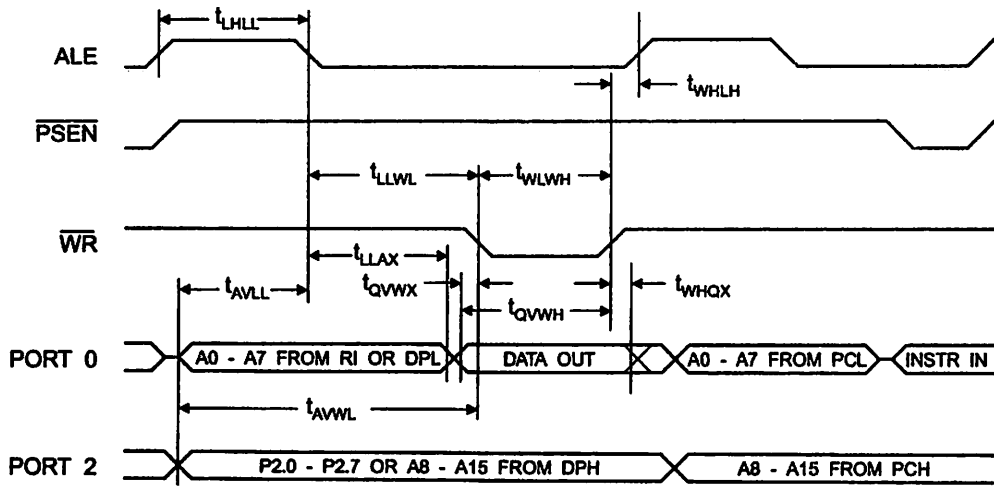 tLHLL
ALE
tWHLH
PSEN
tLLWL
tWLWH
WR
tLLAX
tAVLL
tQVWX
tWHQX
tQVWH
PORT 0
A0 - A7 FROM RI OR DPL
DATA OUT
A0 - A7 FROM PCL
INSTR IN
tAVWL
PORT 2
P2.0 - P2.7 OR A8 - A15 FROM DPH
A8 - A15 FROM PCH